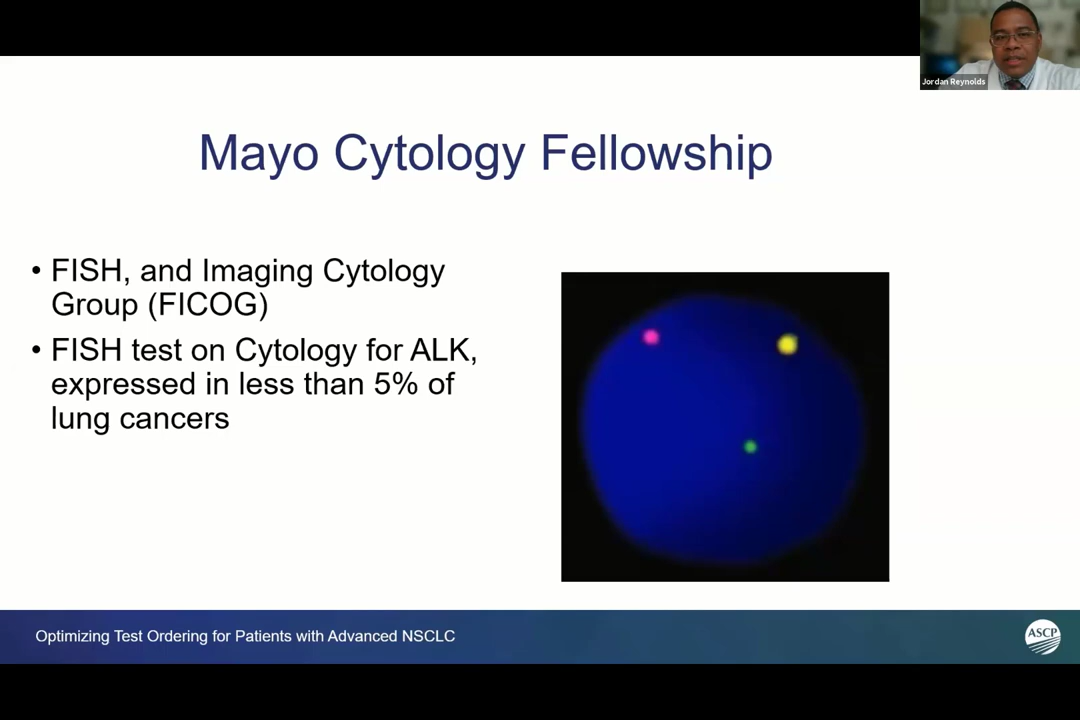 Jordan Reynolds
Mayo Cytology Fellowship
• FISH, and Imaging Cytology
Group (FICOG)
• FISH test on Cytology for ALK,
expressed in less than 5% of
lung cancers
Optimizing Test Ordering for Patients with Advanced NSCLC
ASCP